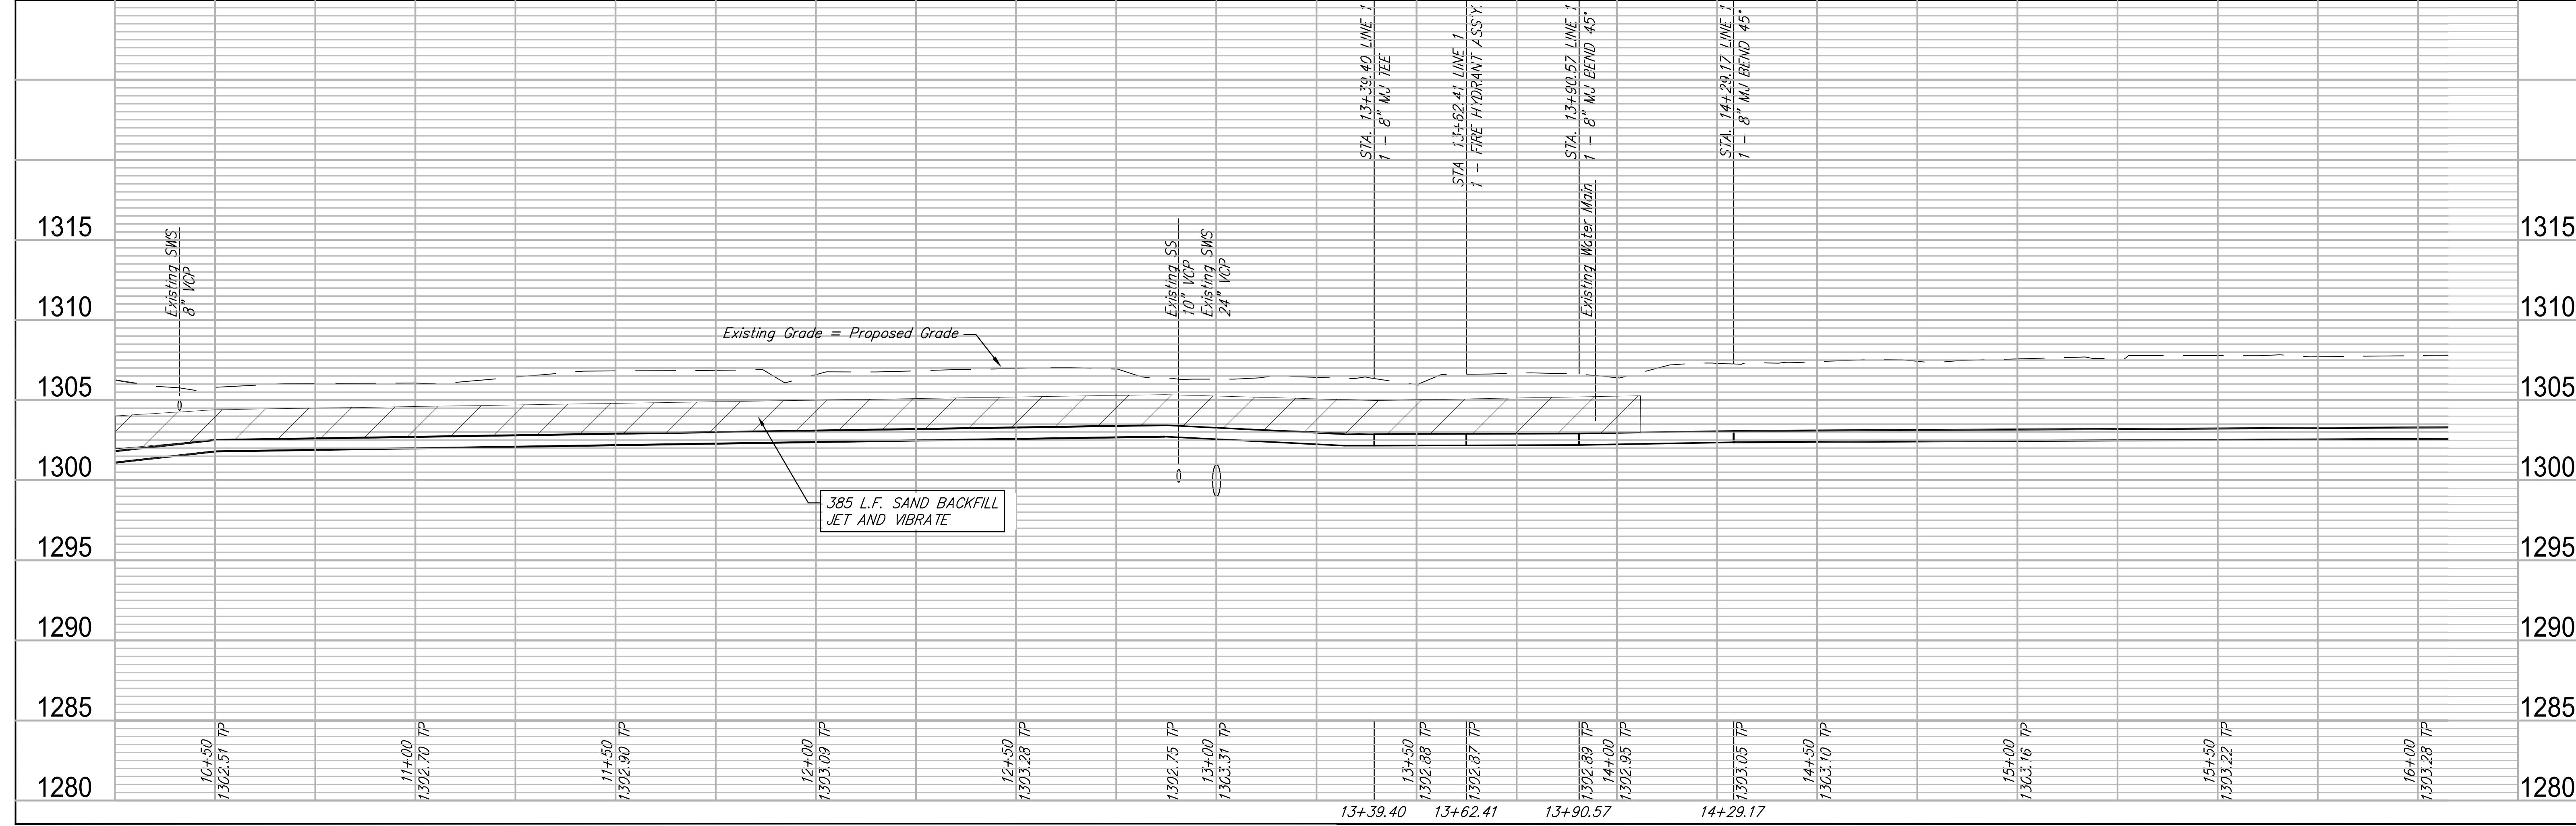 STA. 13+39.40 LINE 1
1 - 8" MJ TEE
STA. 13+62.41 LINE 1
1 - FIRE HYDRANT ASS'Y.
STA. 13+90.57 LINE 1
1 - 8" MJ BEND 45°
STA. 14+29.17 LINE 1
1 - 8" MJ BEND 45°
1315
1315
Existing SWS
8" VCP
Existing SS
10" VCP
Existing SWS
24" VCP
Existing Water Main
1310
1310
Existing Grade = Proposed Grade
1305
1305
1300
1300
385 L.F. SAND BACKFILL
JET AND VIBRATE
1295
1295
1290
1290
1285
1285
10+50
1302.51 TP
11+00
1302.70 TP
11+50
1302.90 TP
12+00
1303.09 TP
12+50
1303.28 TP
1302.75 TP
13+00
1303.31 TP
13+50
1302.88 TP
1302.87 TP
1302.89 TP
14+00
1302.95 TP
1303.05 TP
14+50
1303.10 TP
15+00
1303.16 TP
15+50
1303.22 TP
16+00
1303.28 TP
1280
1280
13+39.40
13+62.41
13+90.57
14+29.17